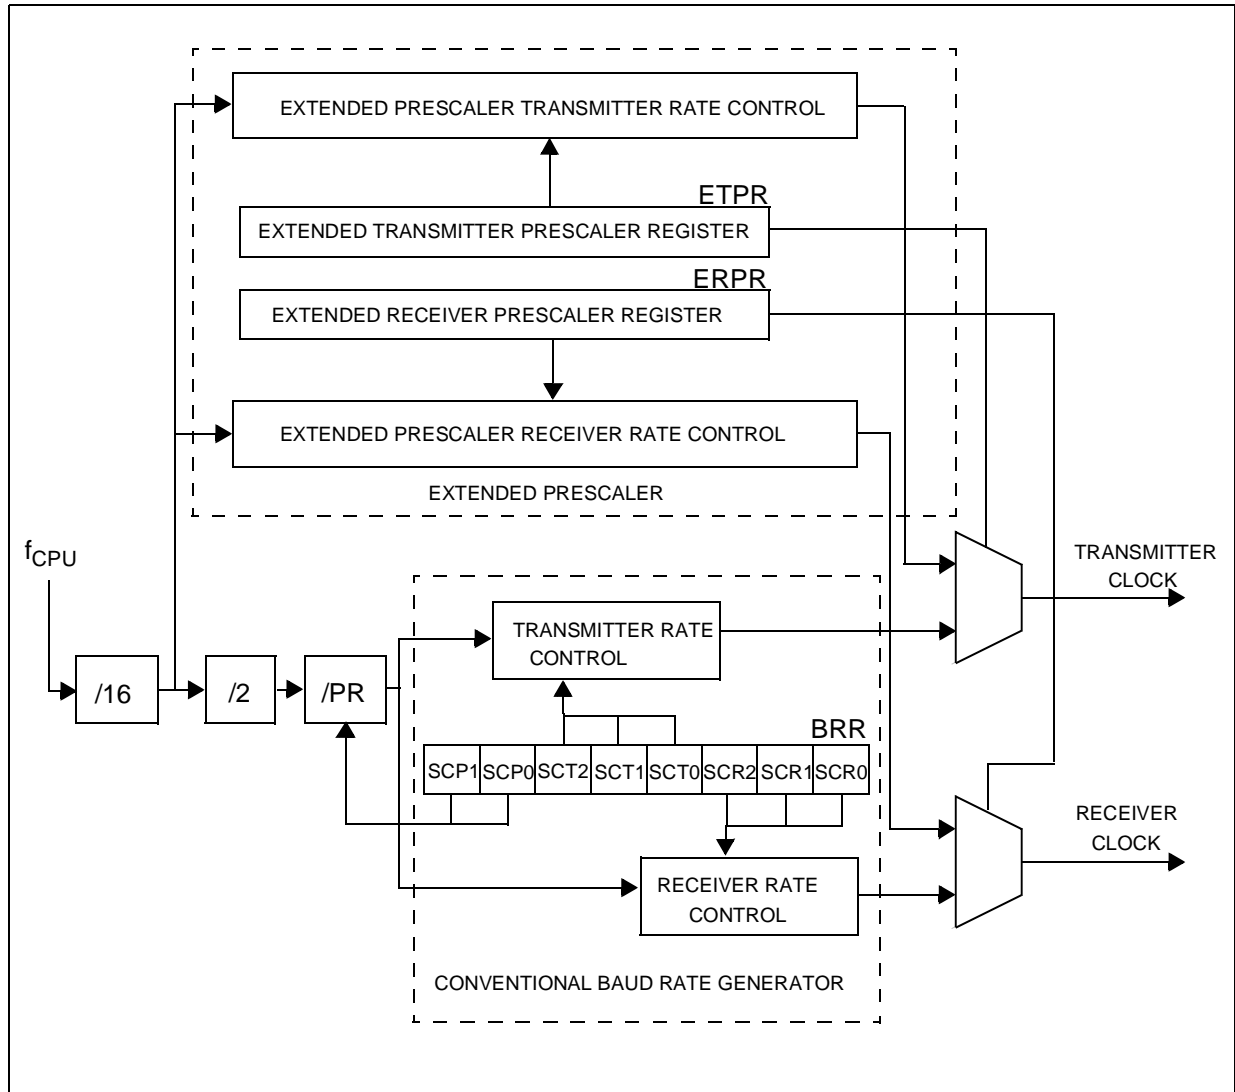 EXTENDED PRESCALER TRANSMITTER RATE CONTROL
ETPR
EXTENDED TRANSMITTER PRESCALER REGISTER
ERPR
EXTENDED RECEIVER PRESCALER REGISTER
EXTENDED PRESCALER RECEIVER RATE CONTROL
EXTENDED PRESCALER
fCPU
TRANSMITTER
CLOCK
TRANSMITTER RATE
CONTROL
/16
/2
/PR
BRR
SCP1 SCP0 SCT2 SCT1 SCT0 SCR2 SCR1 SCR0
RECEIVER
CLOCK
RECEIVER RATE
CONTROL
CONVENTIONAL BAUD RATE GENERATOR